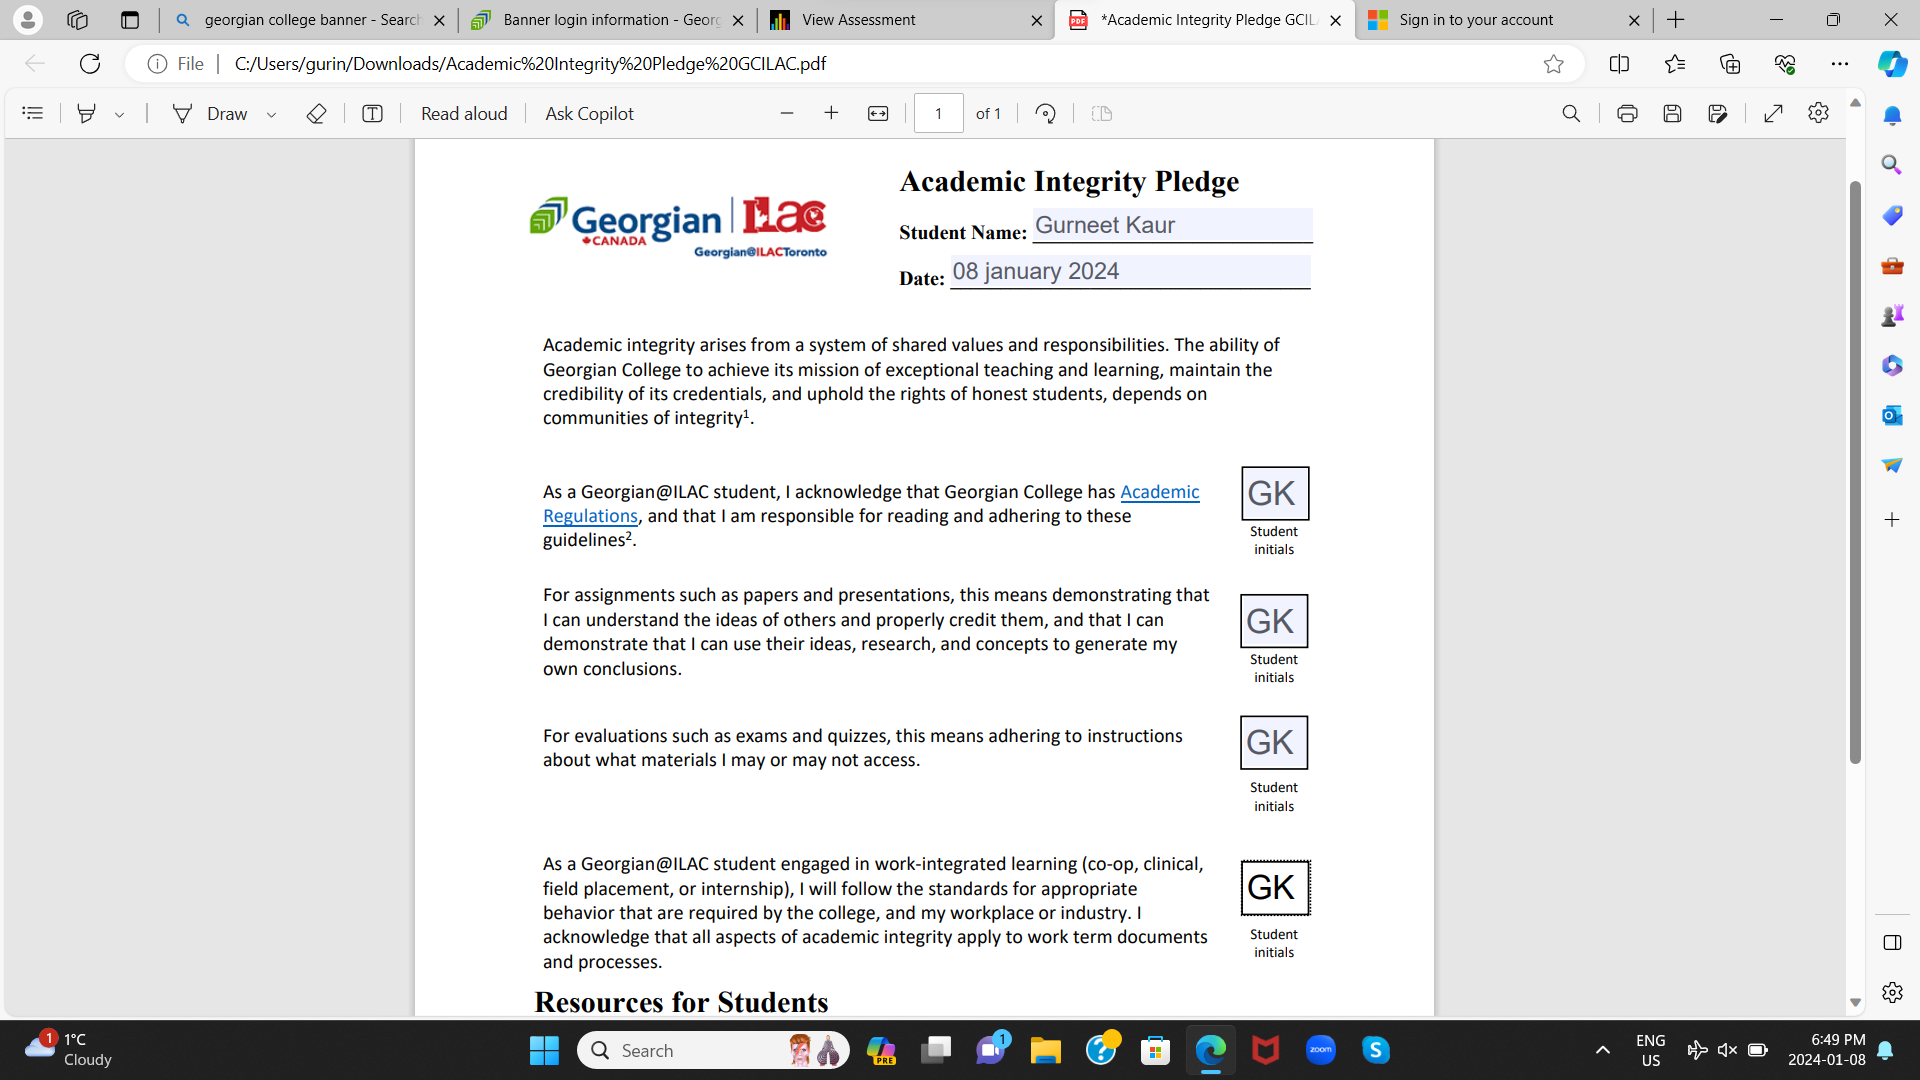 georgian college banner - Search
Banner login information - Georg
View Assessment
*Academic Integrity Pledge GCIL
Sign in to your account
File
C:/Users/gurin/Downloads/Academic%20Integrity%20Pledge%20GCILAC.pdf
Draw
Read aloud
Ask Copilot
1
of 1
Academic Integrity Pledge
Georgian
CANADA
ILAC
Georgian@ILACToronto
Student Name: Gurneet Kaur
Date: 08 january 2024
Academic integrity arises from a system of shared values and responsibilities. The ability of
Georgian College to achieve its mission of exceptional teaching and learning, maintain the
credibility of its credentials, and uphold the rights of honest students, depends on
communities of integrity¹.
As a Georgian@ILAC student, I acknowledge that Georgian College has Academic
Regulations, and that I am responsible for reading and adhering to these
guidelines².
GK
Student
initials
For assignments such as papers and presentations, this means demonstrating that
I can understand the ideas of others and properly credit them, and that I can
demonstrate that I can use their ideas, research, and concepts to generate my
own conclusions.
GK
Student
initials
For evaluations such as exams and quizzes, this means adhering to instructions
about what materials I may or may not access.
GK
Student
initials
As a Georgian@ILAC student engaged in work-integrated learning (co-op, clinical,
field placement, or internship), I will follow the standards for appropriate
behavior that are required by the college, and my workplace or industry. I
acknowledge that all aspects of academic integrity apply to work term documents
and processes.
GK
Student
initials
Resources for Students
1
1°C
Cloudy
Search
PRE
1
zoom
ENG
US
6:49 PM
2024-01-08